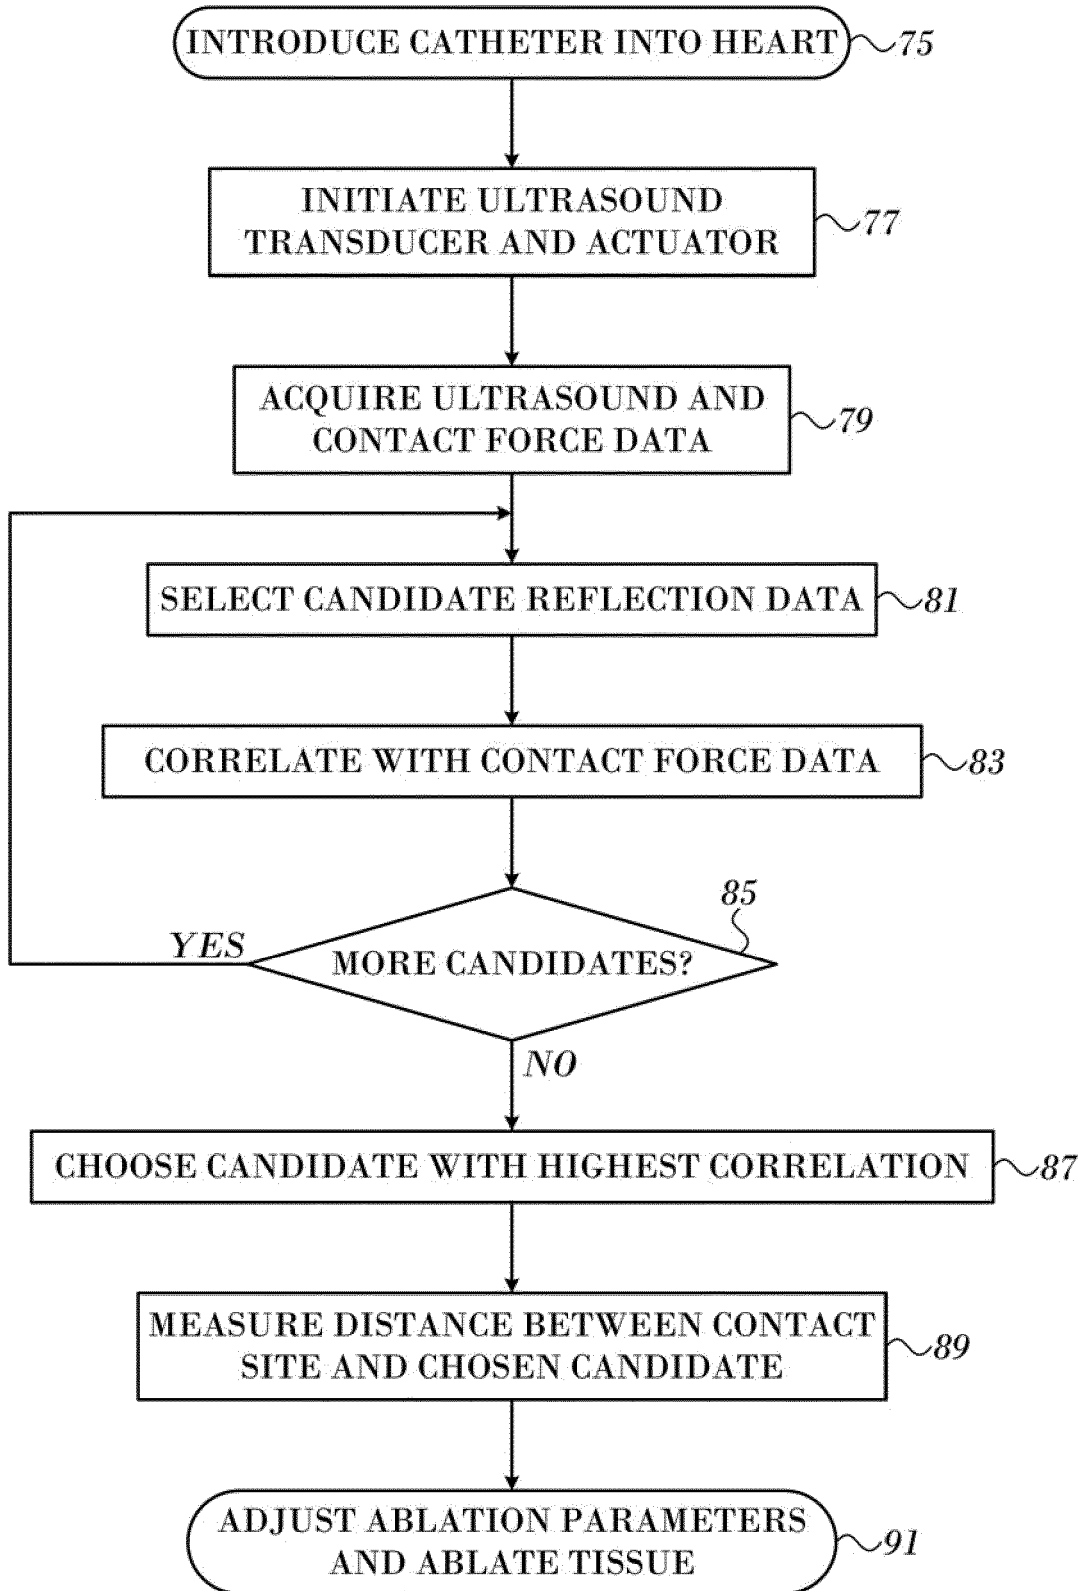 INTRODUCE CATHETER INTO HEART
75
INITIATE ULTRASOUND
TRANSDUCER AND ACTUATOR
77
ACQUIRE ULTRASOUND AND
CONTACT FORCE DATA
79
SELECT CANDIDATE REFLECTION DATA
81
CORRELATE WITH CONTACT FORCE DATA
83
85
YES
MORE CANDIDATES?
NO
CHOOSE CANDIDATE WITH HIGHEST CORRELATION
87
MEASURE DISTANCE BETWEEN CONTACT
SITE AND CHOSEN CANDIDATE
89
ADJUST ABLATION PARAMETERS
AND ABLATE TISSUE
91